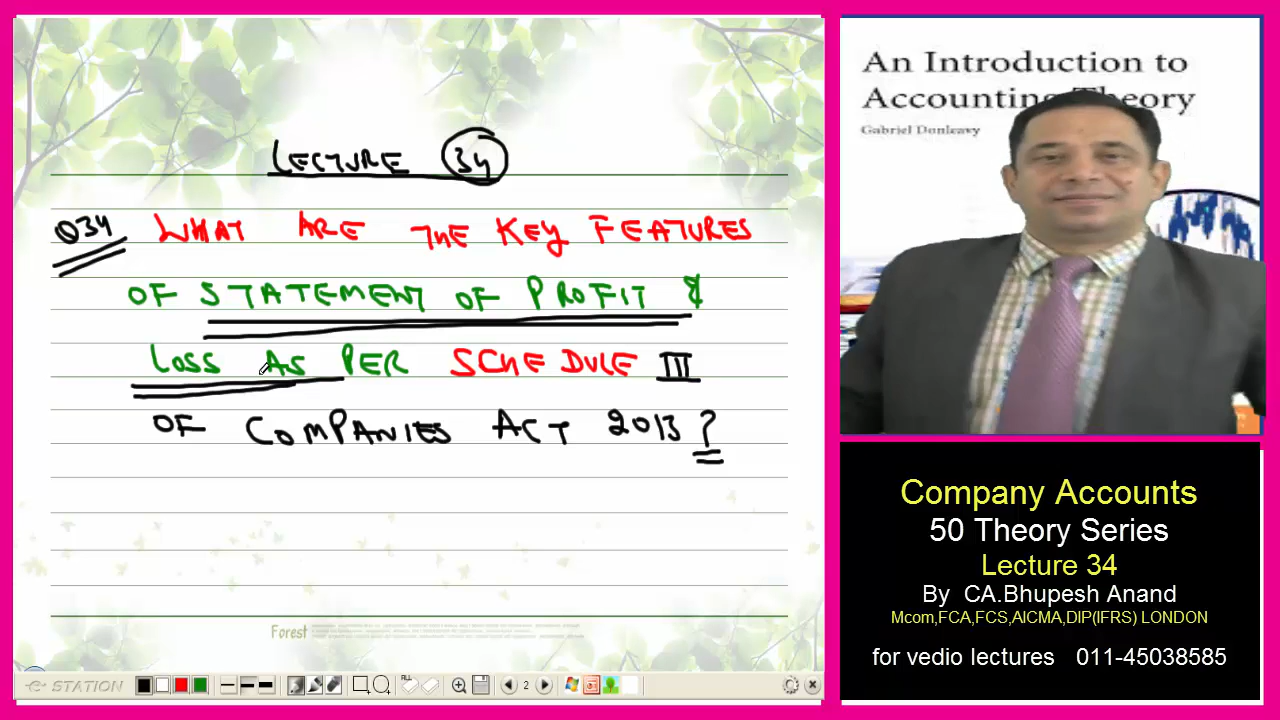 LECTURE 34
Q34 WHAT ARE THE KEY FEATURES
OF STATEMENT OF PROFIT &
LOSS AS PER SCHEDULE III
OF COMPANIES ACT 2013?
Forest
e-STATION
ALL
2
An Introduction to
Accounting Theory
Gabriel Donleavy
Company Accounts
50 Theory Series
Lecture 34
By CA.Bhupesh Anand
Mcom,FCA,FCS,AICMA,DIP(IFRS) LONDON
for vedio lectures 011-45038585